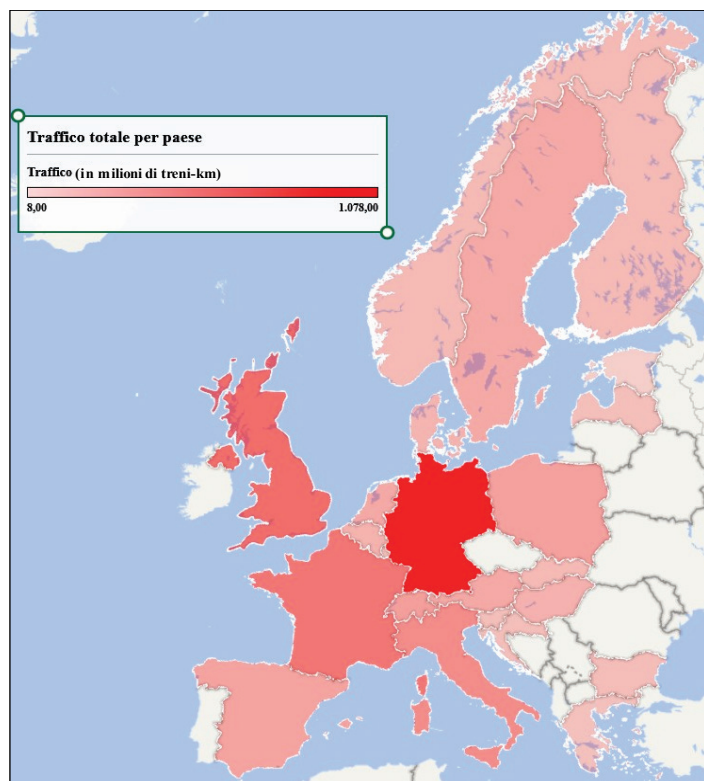 Traffico totale per paese
Traffico (in milioni di treni-km)
8,00 1.078,00